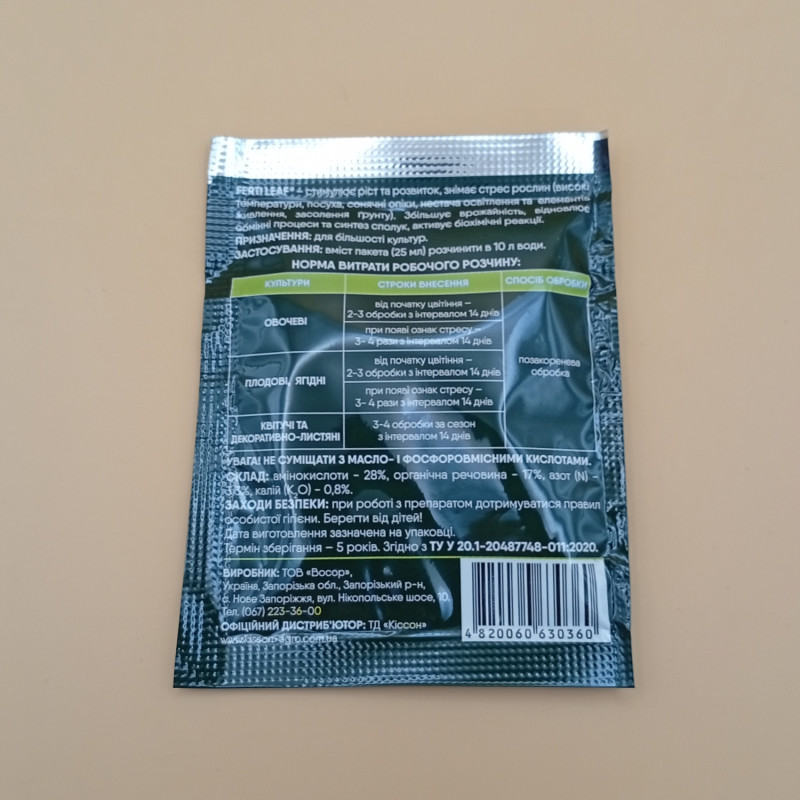 FERTI LEAF® – стимулює ріст та розвиток, знімає стрес рослин (високі
температури, посуха, сонячні опіки, нестача освітлення та елементів
живлення, засолення ґрунту). Збільшує врожайність, відновлює
обмінні процеси та синтез сполук, активує біохімічні реакції.
ПРИЗНАЧЕННЯ: для більшості культур.
ЗАСТОСУВАННЯ: вміст пакета (25 мл) розчинити в 10 л води.
НОРМА ВИТРАТИ РОБОЧОГО РОЗЧИНУ:
КУЛЬТУРИ СТРОКИ ВНЕСЕННЯ СПОСІБ ОБРОБКИ
ОВОЧЕВІ
від початку цвітіння –
2-3 обробки з інтервалом 14 днів
при появі ознак стресу –
3- 4 рази з інтервалом 14 днів
ПЛОДОВІ, ЯГІДНІ
від початку цвітіння –
2-3 обробки з інтервалом 14 днів
при появі ознак стресу –
3- 4 рази з інтервалом 14 днів
позакоренева
обробка
КВІТУЧІ ТА
ДЕКОРАТИВНО-ЛИСТЯНІ
3-4 обробки за сезон
з інтервалом 14 днів
УВАГА! НЕ СУМІЩАТИ З МАСЛО- І ФОСФОРОВМІСНИМИ КИСЛОТАМИ.
СКЛАД: амінокислоти - 28%, органічна речовина - 17%, азот (N) -
калій (K₂O) - 0,8%.
ЗАХОДИ БЕЗПЕКИ: при роботі з препаратом дотримуватися правил
особистої гігієни. Берегти від дітей!
Дата виготовлення зазначена на упаковці.
Термін зберігання – 5 років. Згідно з ТУ У 20.1-20487748-011:2020.
ВИРОБНИК: ТОВ «Восор»,
Україна, Запорізька обл., Запорізький р-н,
с. Нове Запоріжжя, вул. Нікопольське шосе, 10.
Тел. (067) 223-36-00
ОФІЦІЙНИЙ ДИСТРИБ'ЮТОР: ТД «Кіссон»
www.kisson-agro.com.ua
4 820060 630360